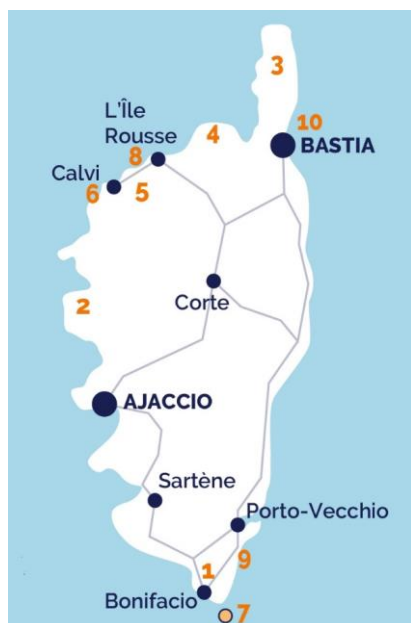 3
L'Île
Rousse
4
10
BASTIA
8
Calvi
6
5
2
Corte
AJACCIO
Sartène
Porto-Vecchio
9
1
Bonifacio
7